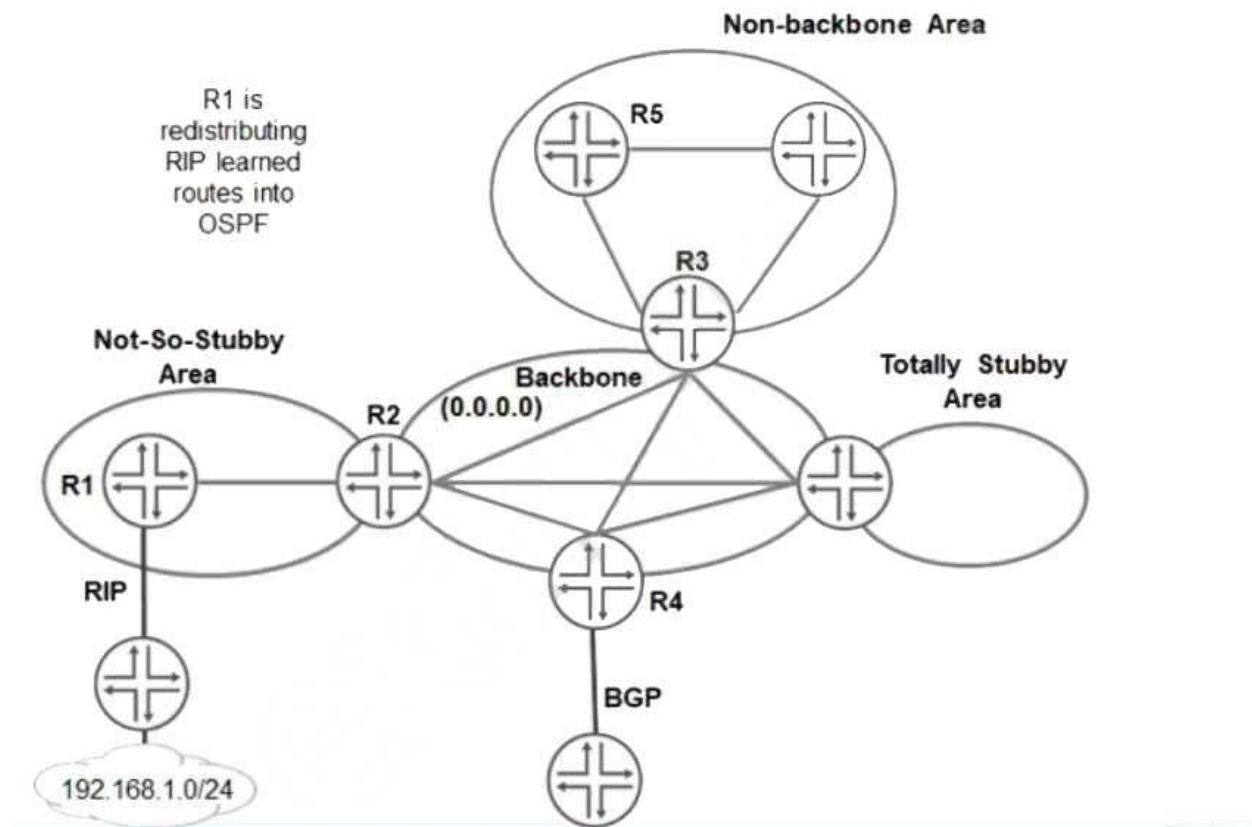 Non-backbone Area
R1 is
redistributing
RIP learned
routes into
OSPF
R5
R3
Not-So-Stubby
Area
Backbone
(0.0.0.0)
Totally Stubby
Area
R2
R1
R4
RIP
BGP
192.168.1.0/24